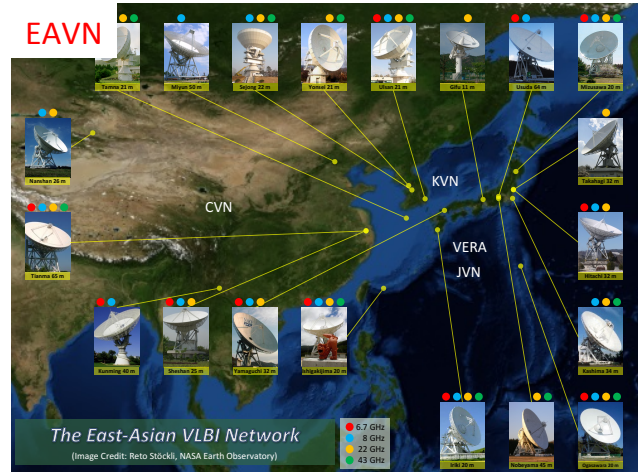 EAVN
Tamna 21 m
Miyun 50 m
Sejong 22 m
Yonsei 21 m
Ulsan 21 m
Gifu 11 m
Usuda 64 m
Mizusawa 20 m
Nanshan 26 m
Takahagi 32 m
KVN
CVN
Tianma 65 m
VERA
JVN
Hitachi 32 m
Kunming 40 m
Sheshan 25 m
Yamaguchi 32 m
Ishigakijima 20 m
Kashima 34 m
The East-Asian VLBI Network
(Image Credit: Reto Stöckli, NASA Earth Observatory)
6.7 GHz
8 GHz
22 GHz
43 GHz
Iriki 20 m
Nobeyama 45 m
Ogasawara 20 m